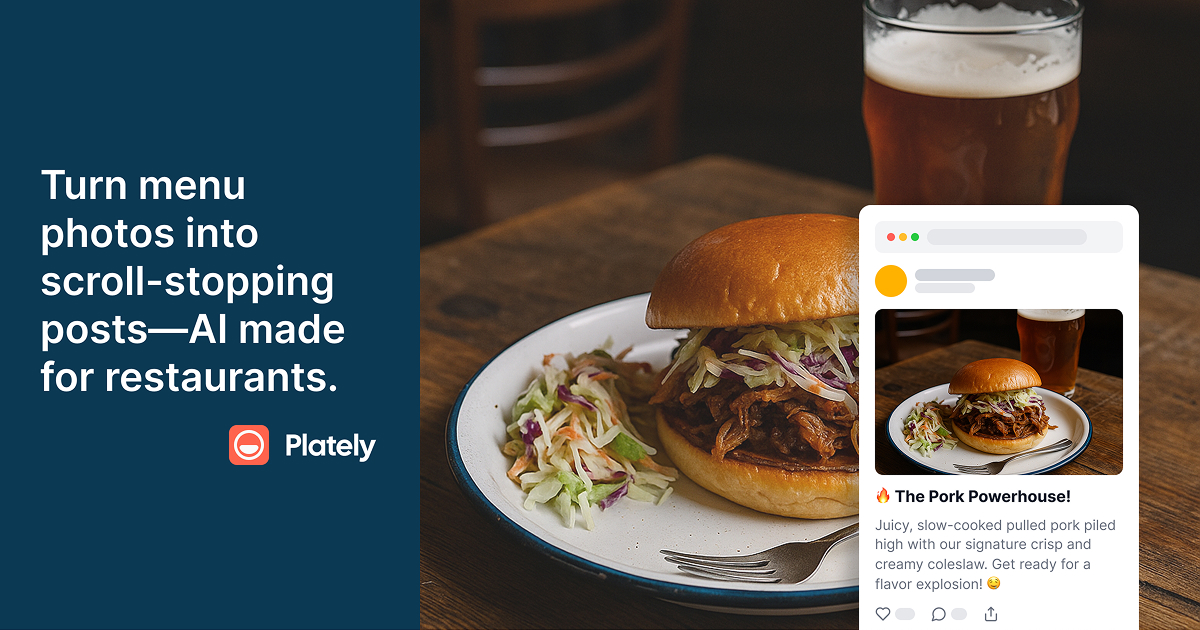 Turn menu
photos into
scroll-stopping
posts—AI made
for restaurants.
Plately
🔥 The Pork Powerhouse!
Juicy, slow-cooked pulled pork piled
high with our signature crisp and
creamy coleslaw. Get ready for a
flavor explosion! 😋